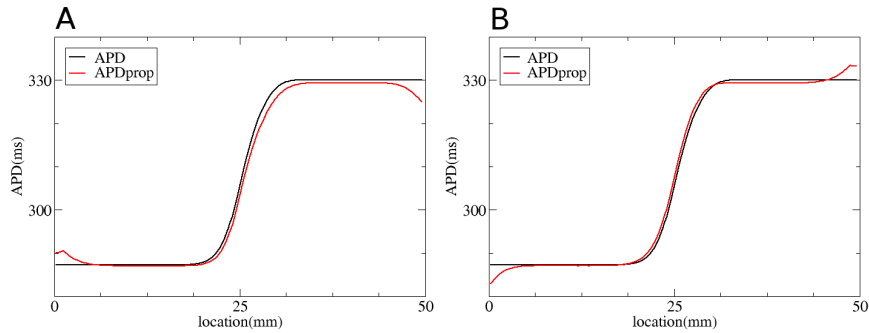 A
APD
APDprop
330
300
APD(ms)
0
25
50
location(mm)
B
APD
APDprop
330
300
APD(ms)
0
25
50
location(mm)